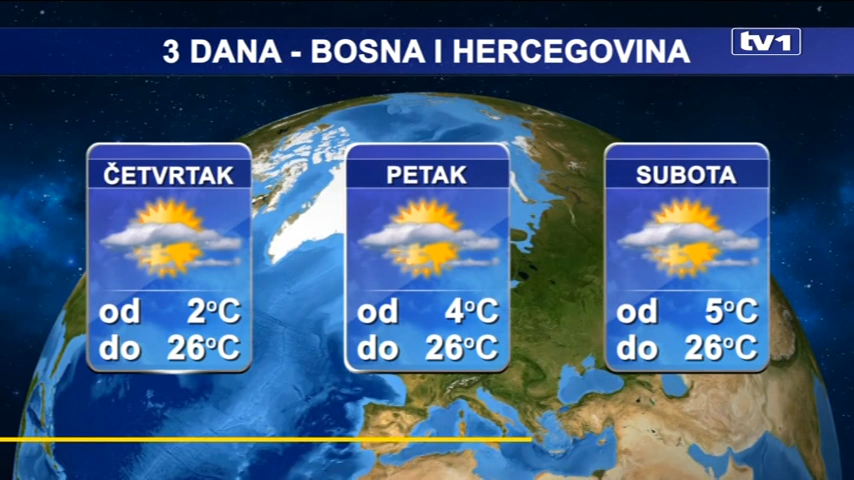 3 DANA - BOSNA I HERCEGOVINA
tv1
ČETVRTAK
od 2°C
do 26°C
PETAK
od 4°C
do 26°C
SUBOTA
od 5°C
do 26°C